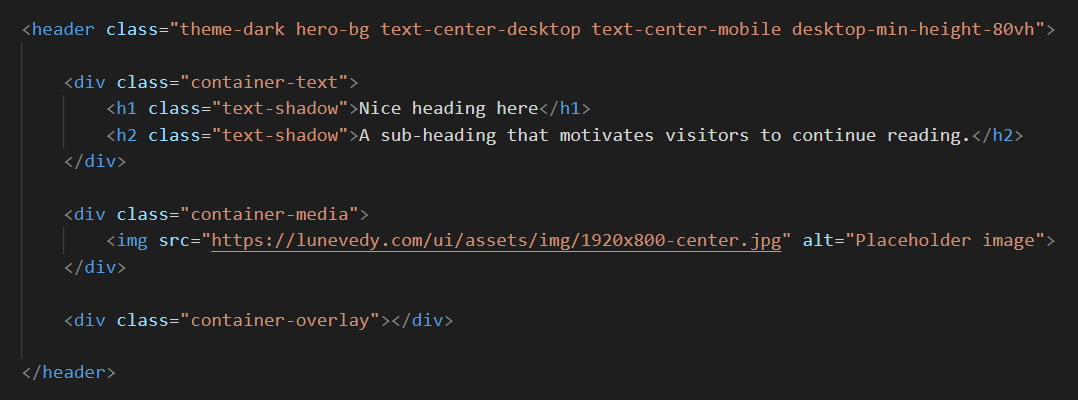 <header class="theme-dark hero-bg text-center-desktop text-center-mobile desktop-min-height-80vh">
<div class="container-text">
<h1 class="text-shadow">Nice heading here</h1>
<h2 class="text-shadow">A sub-heading that motivates visitors to continue reading.</h2>
</div>
<div class="container-media">
<img src="https://lunevedy.com/ui/assets/img/1920x800-center.jpg" alt="Placeholder image">
</div>
<div class="container-overlay"></div>
</header>